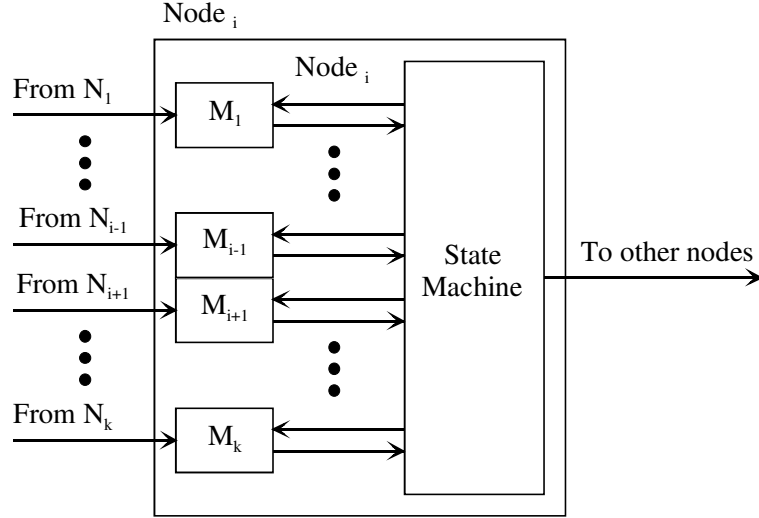 Node i
Node i
From N1
M1
From Ni-1
Mi-1
State
Machine
To other nodes
From Ni+1
Mi+1
From Nk
Mk